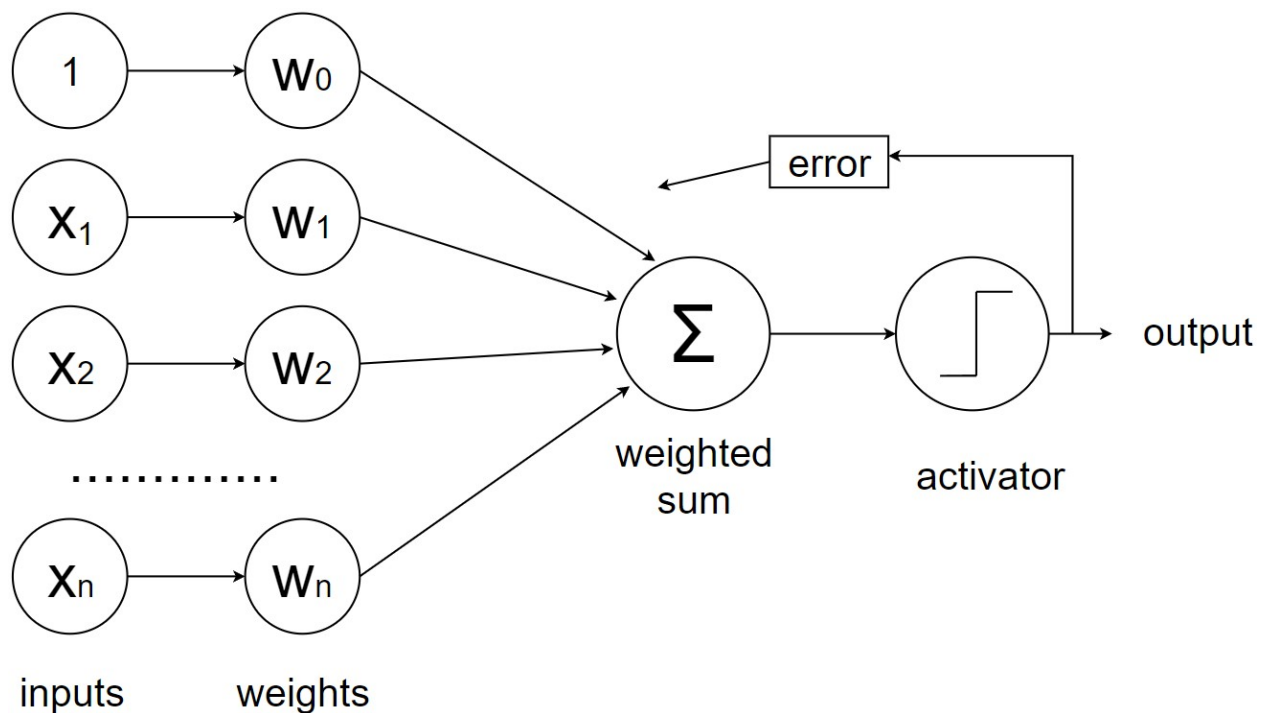 1
w₀
x₁
w₁
x₂
w₂
.............
xₙ
wₙ
inputs
weights
Σ
weighted
sum
activator
error
output